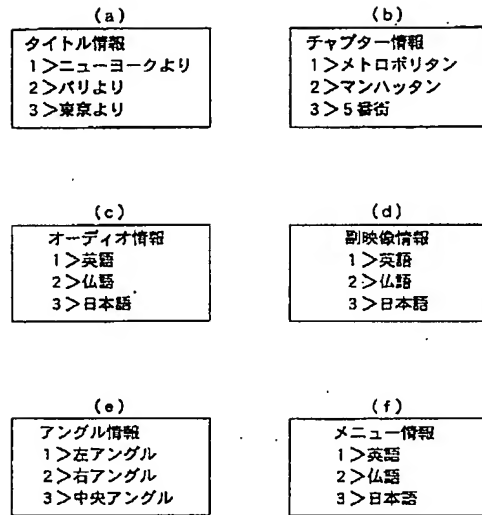 (a)
タイトル情報
1>ニューヨークより
2>パリより
3>東京より
(b)
チャプター情報
1>メトロポリタン
2>マンハッタン
3>5番街
(c)
オーディオ情報
1>英語
2>仏語
3>日本語
(d)
副映像情報
1>英語
2>仏語
3>日本語
(e)
アングル情報
1>左アングル
2>右アングル
3>中央アングル
(f)
メニュー情報
1>英語
2>仏語
3>日本語